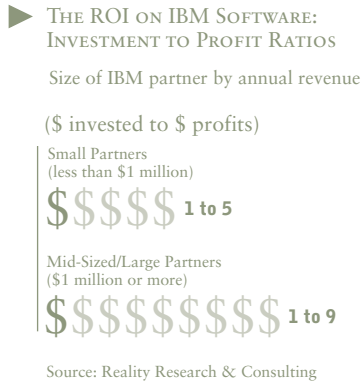 The ROI on IBM Software:
Investment to Profit Ratios
Size of IBM partner by annual revenue
($ invested to $ profits)
Small Partners
(less than $1 million)
$$$$$ 1 to 5
Mid-Sized/Large Partners
($1 million or more)
$$$$$$$$$ 1 to 9
Source: Reality Research & Consulting